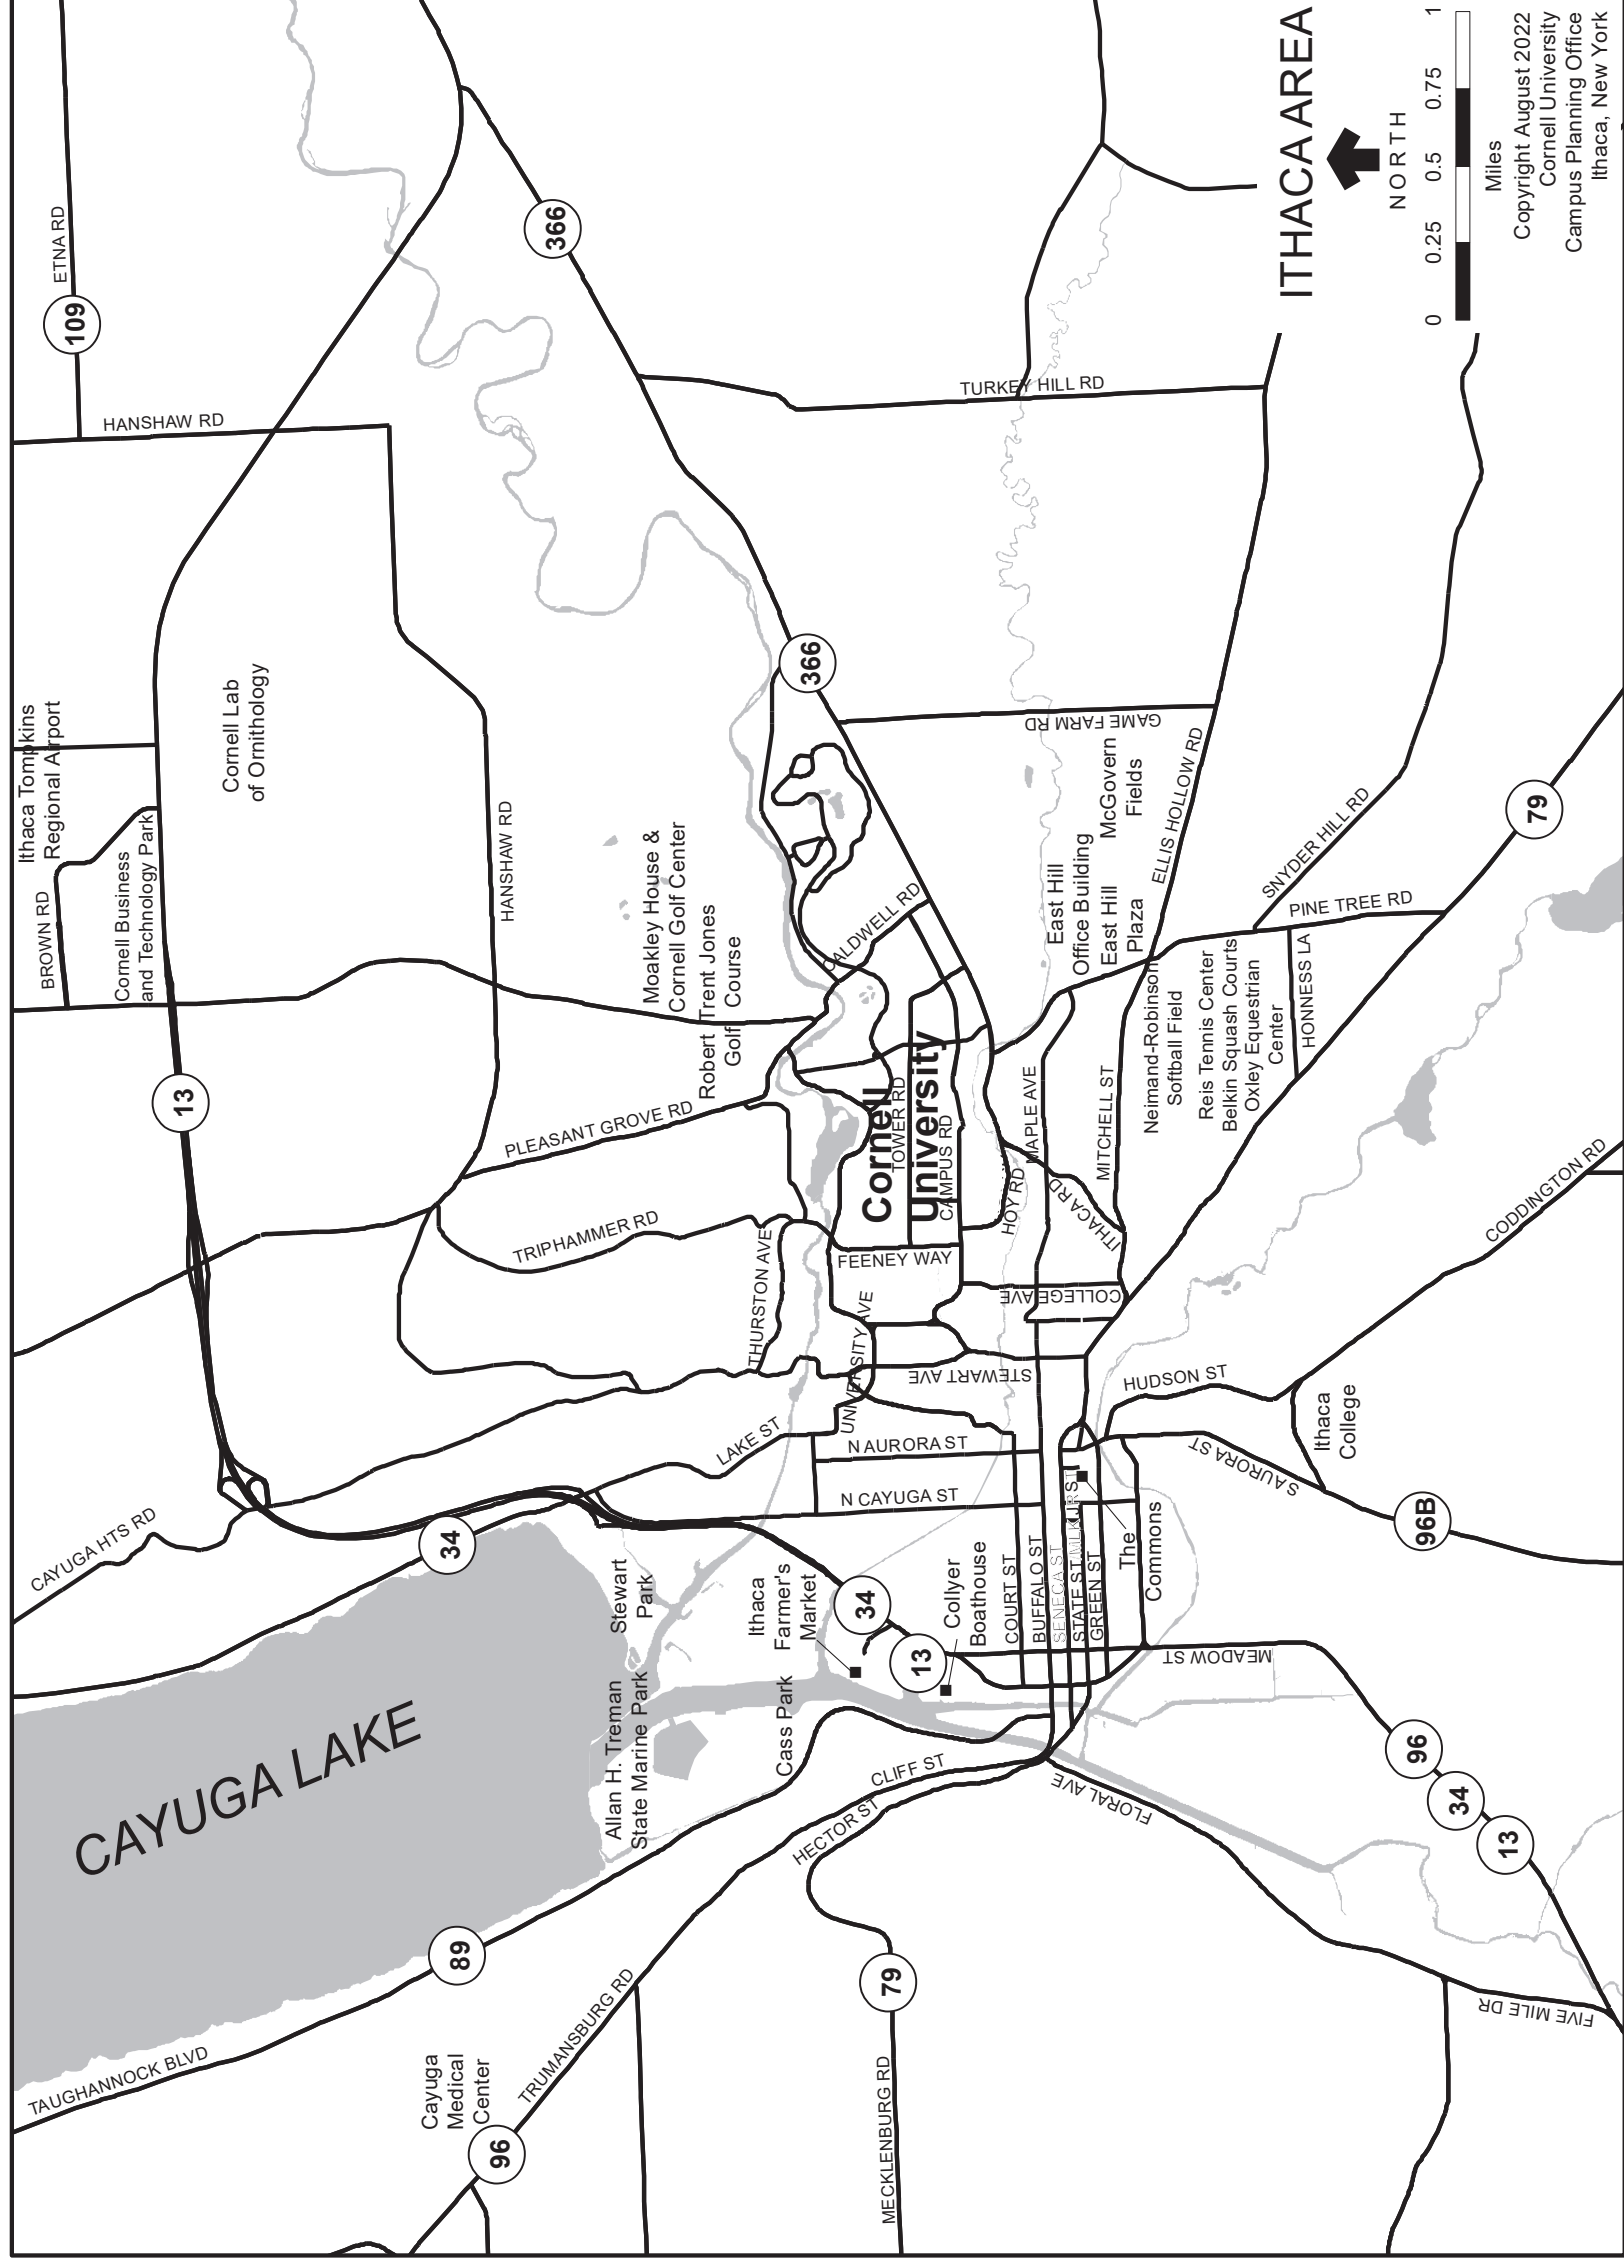 CAYUGA LAKE
TAUGHANNOCK BLVD
89
Cayuga
Medical
Center
96
TRUMANSBURG RD
MECKLENBURG RD
79
HECTOR ST
CLIFF ST
FLORAL AVE
FIVE MILE DR
96
34
13
Allan H. Treman
State Marine Park
Stewart
Park
Cass Park
Ithaca
Farmer's
Market
34
13
Collyer
Boathouse
COURT ST
BUFFALO ST
SENECA ST
STATE ST/MLK JR ST
GREEN ST
The
Commons
MEADOW ST
CAYUGA HTS RD
34
LAKE ST
N CAYUGA ST
N AURORA ST
S AURORA ST
96B
Ithaca
College
HUDSON ST
CODDINGTON RD
STEWART AVE
UNIVERSITY AVE
THURSTON AVE
TRIPHAMMER RD
PLEASANT GROVE RD
FEENEY WAY
COLLEGE AVE
Cornell
University
TOWER RD
CAMPUS RD
HOY RD
ITHACA RD
MAPLE AVE
MITCHELL ST
13
HANSHAW RD
BROWN RD
Cornell Business
and Technology Park
Ithaca Tompkins
Regional Airport
Cornell Lab
of Ornithology
Moakley House &
Cornell Golf Center
Robert Trent Jones
Golf Course
CALDWELL RD
366
GAME FARM RD
East Hill
Office Building
East Hill
Plaza
McGovern
Fields
ELLIS HOLLOW RD
Neimand-Robinson
Softball Field
Reis Tennis Center
Belkin Squash Courts
Oxley Equestrian
Center
HONNESS LA
PINE TREE RD
SNYDER HILL RD
79
HANSHAW RD
109
ETNA RD
366
TURKEY HILL RD
ITHACA AREA
NORTH
0 0.25 0.5 0.75 1
Miles
Copyright August 2022
Cornell University
Campus Planning Office
Ithaca, New York